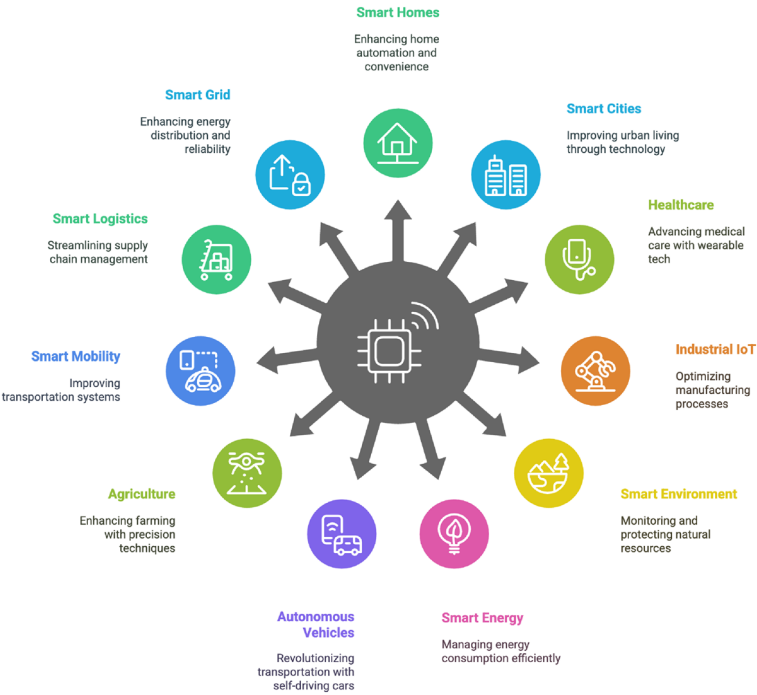 Smart Homes
Enhancing home
automation and
convenience
Smart Grid
Enhancing energy
distribution and
reliability
Smart Cities
Improving urban living
through technology
Smart Logistics
Streamlining supply
chain management
Healthcare
Advancing medical
care with wearable
tech
Smart Mobility
Improving
transportation systems
Industrial IoT
Optimizing
manufacturing
processes
Agriculture
Enhancing farming
with precision
techniques
Smart Environment
Monitoring and
protecting natural
resources
Autonomous
Vehicles
Revolutionizing
transportation with
self-driving cars
Smart Energy
Managing energy
consumption efficiently